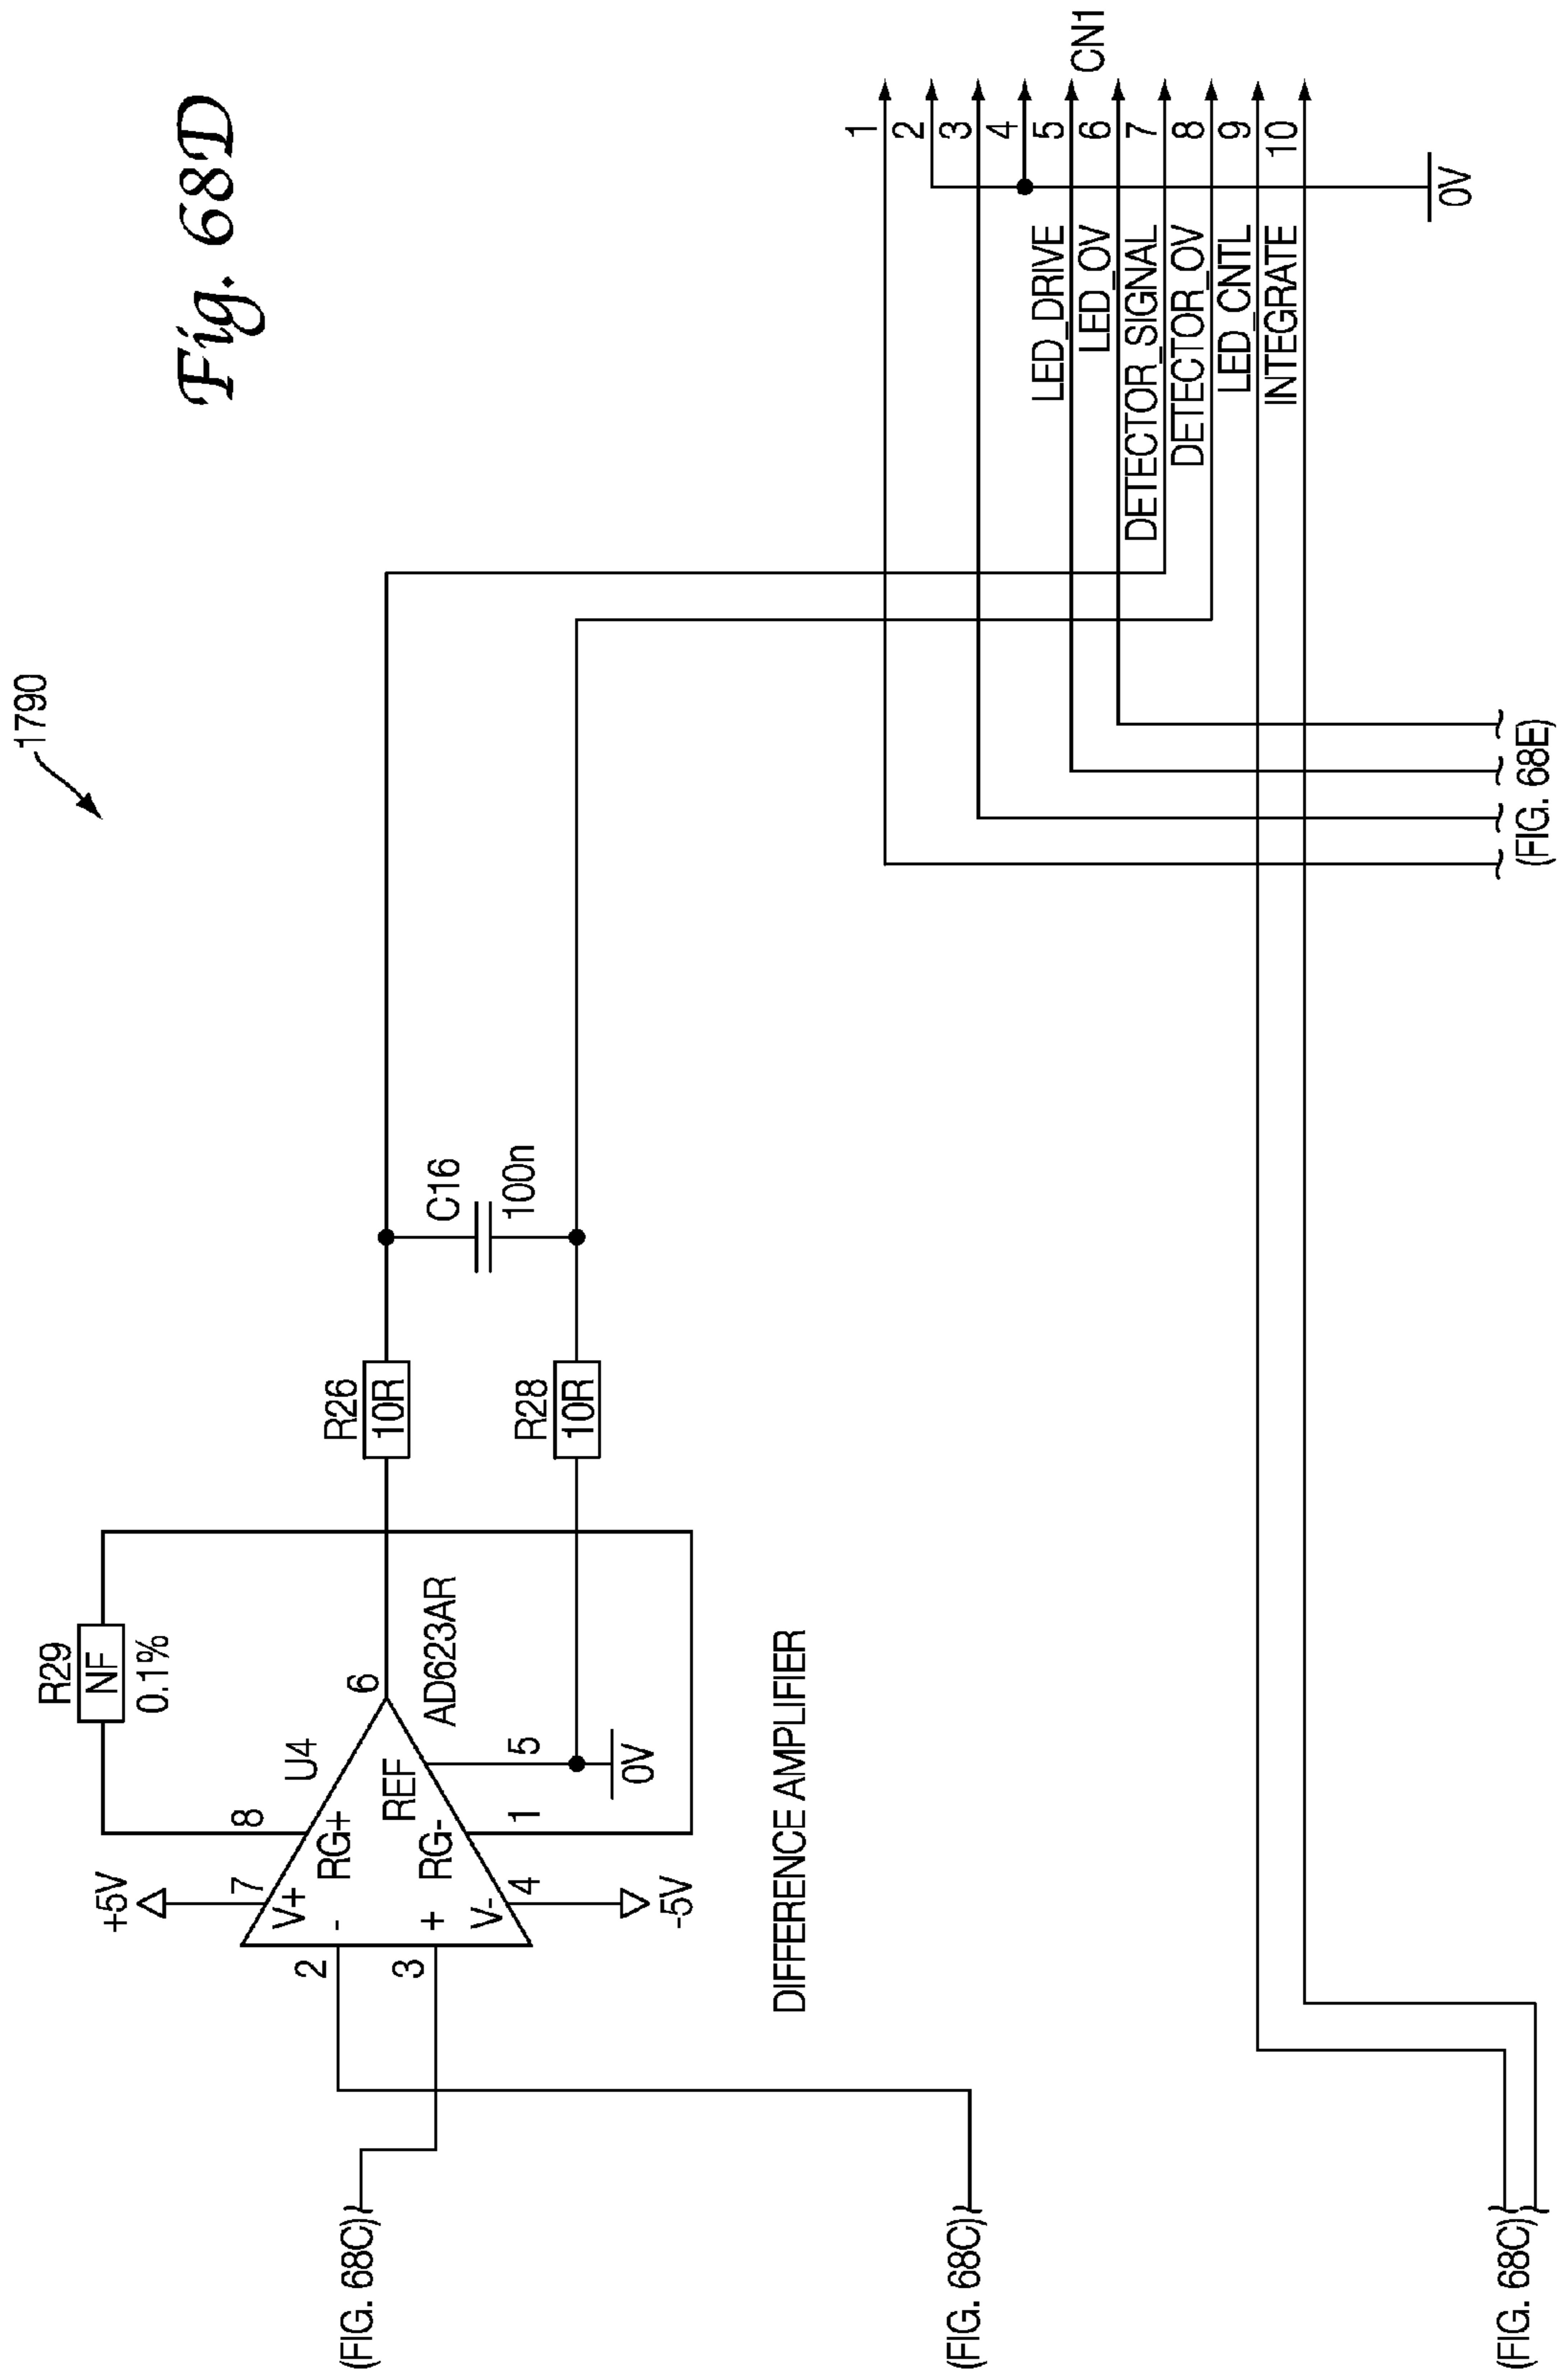 Fig. 68D
1790
R29
NF
0.1%
+5V
7
8
U4
V+
RG+
2
-
REF
6
3
+
RG-
V-
4
1
5
AD623AR
-5V
0V
R26
10R
R28
10R
C16
100n
DIFFERENCE AMPLIFIER
(FIG. 68C)
(FIG. 68C)
(FIG. 68C)
1
2
3
4
LED_DRIVE 5
CN1
LED_OV 6
DETECTOR_SIGNAL 7
DETECTOR_OV 8
LED_CNTL 9
INTEGRATE 10
0V
(FIG. 68E)